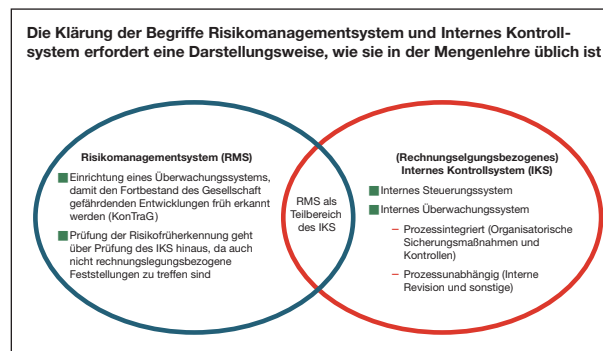 Die Klärung der Begriffe Risikomanagementsystem und Internes Kontroll-
system erfordert eine Darstellungsweise, wie sie in der Mengenlehre üblich ist
Risikomanagementsystem (RMS)
Einrichtung eines Überwachungssystems,
damit den Fortbestand des Gesellschaft
gefährdenden Entwicklungen früh erkannt
werden (KonTraG)
Prüfung der Risikofrüherkennung geht
über Prüfung des IKS hinaus, da auch
nicht rechnungslegungsbezogene
Feststellungen zu treffen sind
RMS als
Teilbereich
des IKS
(Rechnungselgungsbezogenes)
Internes Kontrollsystem (IKS)
Internes Steuerungssystem
Internes Überwachungssystem
– Prozessintegriert (Organisatorische
Sicherungsmaßnahmen und
Kontrollen)
– Prozessunabhängig (Interne
Revision und sonstige)